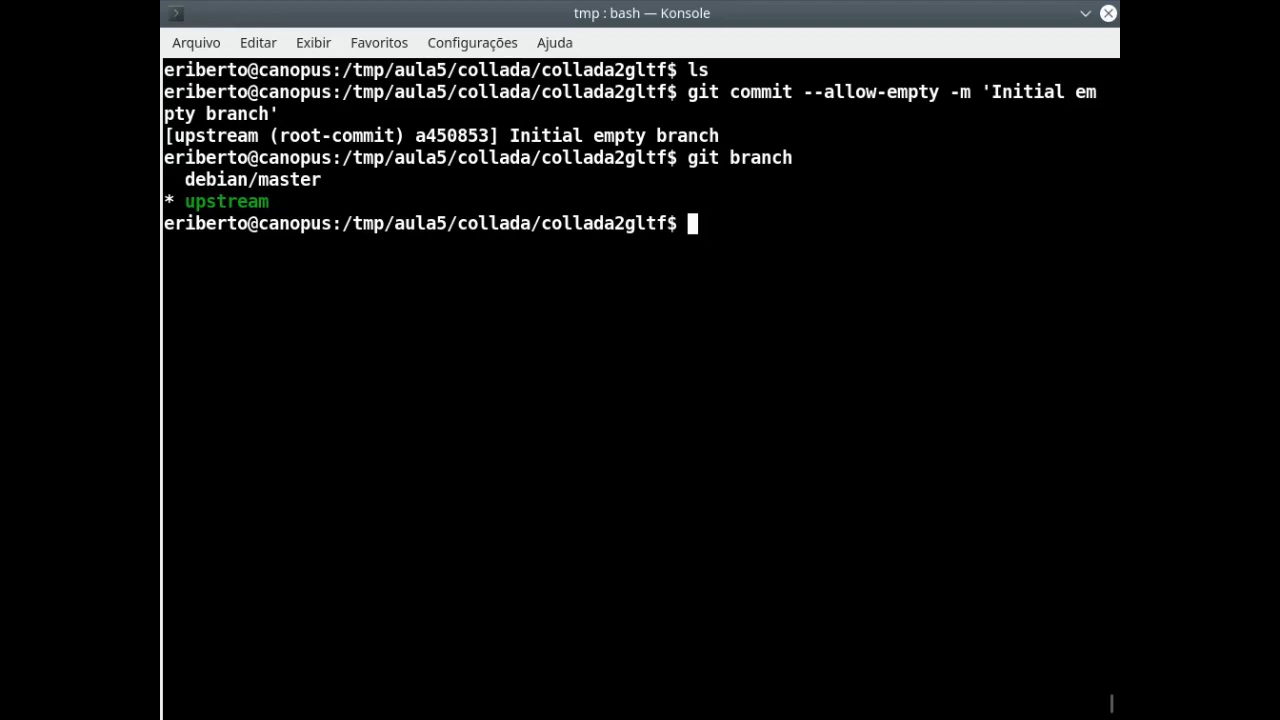 tmp : bash — Konsole
Arquivo Editar Exibir Favoritos Configurações Ajuda
eriberto@canopus:/tmp/aula5/collada/collada2gltf$ ls
eriberto@canopus:/tmp/aula5/collada/collada2gltf$ git commit --allow-empty -m 'Initial em
pty branch'
[upstream (root-commit) a450853] Initial empty branch
eriberto@canopus:/tmp/aula5/collada/collada2gltf$ git branch
  debian/master
* upstream
eriberto@canopus:/tmp/aula5/collada/collada2gltf$